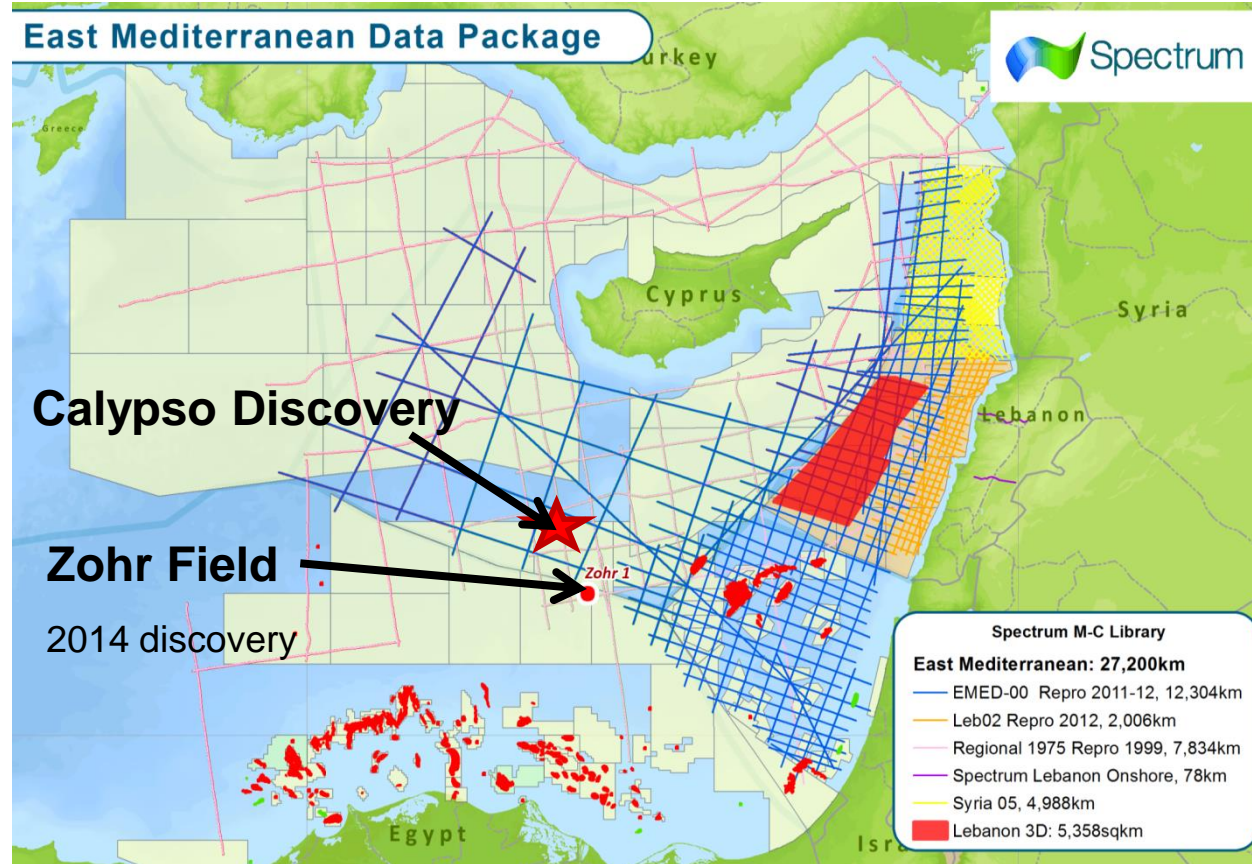 East Mediterranean Data Package
Spectrum
urkey
Greece
Cyprus
Syria
Calypso Discovery
Lebanon
Zohr Field
Zohr 1
2014 discovery
Spectrum M-C Library
East Mediterranean: 27,200km
EMED-00 Repro 2011-12, 12,304km
Leb02 Repro 2012, 2,006km
Regional 1975 Repro 1999, 7,834km
Spectrum Lebanon Onshore, 78km
Syria 05, 4,988km
Lebanon 3D: 5,358sqkm
Egypt
Isra